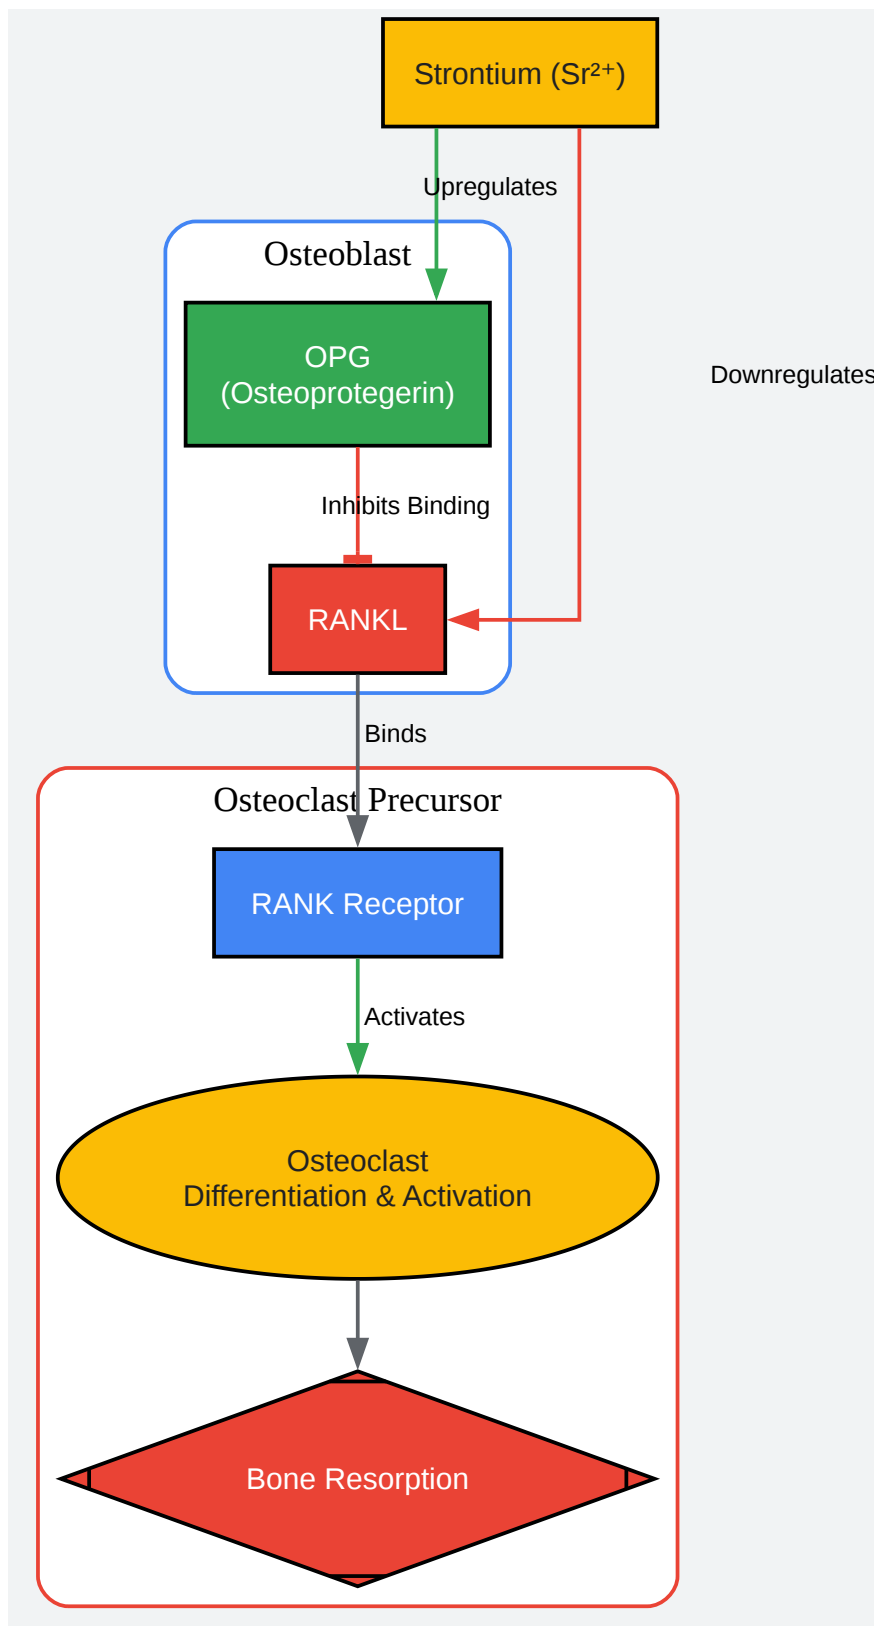 Strontium (Sr²⁺)
Upregulates
Osteoblast
OPG
(Osteoprotegerin)
Downregulates
Inhibits Binding
RANKL
Binds
Osteoclast Precursor
RANK Receptor
Activates
Osteoclast
Differentiation & Activation
Bone Resorption